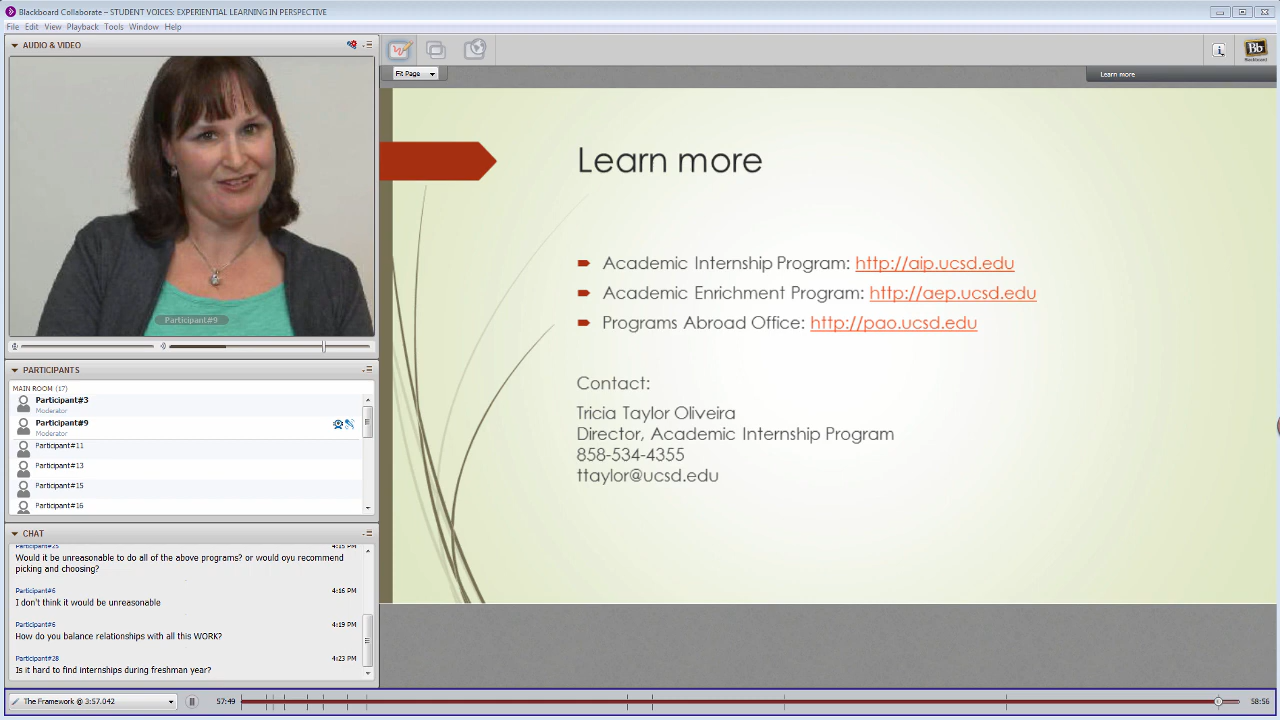 Blackboard Collaborate – STUDENT VOICES: EXPERIENTIAL LEARNING IN PERSPECTIVE
File Edit View Playback Tools Window Help
AUDIO & VIDEO
Participant#9
PARTICIPANTS
MAIN ROOM (17)
Participant#3
Moderator
Participant#9
Moderator
Participant#11
Participant#13
Participant#15
Participant#16
CHAT
Participant#25 4:15 PM
Would it be unreasonable to do all of the above programs? or would oyu recommend
picking and choosing?
Participant#6 4:16 PM
I don't think it would be unreasonable
Participant#6 4:19 PM
How do you balance relationships with all this WORK?
Participant#28 4:23 PM
Is it hard to find internships during freshman year?
Fit Page
Learn more
Bb
Blackboard
Learn more
Academic Internship Program: http://aip.ucsd.edu
Academic Enrichment Program: http://aep.ucsd.edu
Programs Abroad Office: http://pao.ucsd.edu
Contact:
Tricia Taylor Oliveira
Director, Academic Internship Program
858-534-4355
ttaylor@ucsd.edu
The Framework @ 3:57.042
57:49
58:56